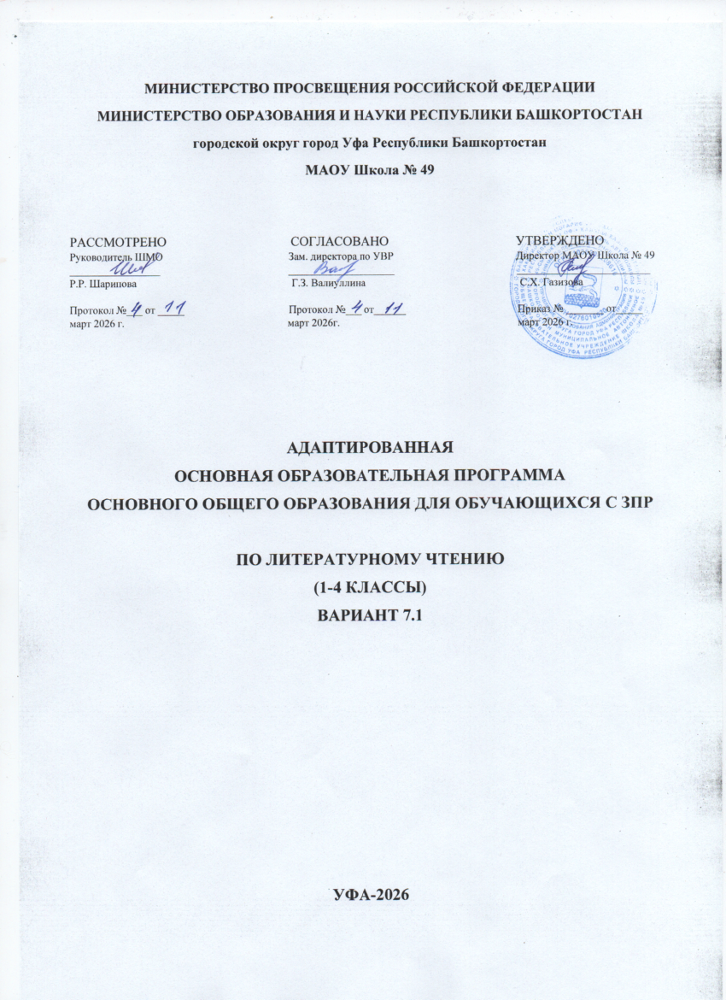 МИНИСТЕРСТВО ПРОСВЕЩЕНИЯ РОССИЙСКОЙ ФЕДЕРАЦИИ
МИНИСТЕРСТВО ОБРАЗОВАНИЯ И НАУКИ РЕСПУБЛИКИ БАШКОРТОСТАН
городской округ город Уфа Республики Башкортостан
МАОУ Школа № 49
РАССМОТРЕНО
Руководитель ШМО
Р.Р. Шарипова
Протокол № 4 от 11
март 2026 г.
СОГЛАСОВАНО
Зам. директора по УВР
Г.З. Валиуллина
Протокол № 4 от 11
март 2026г.
УТВЕРЖДЕНО
Директор МАОУ Школа № 49
С.Х. Газизова
Приказ № от
март 2026 г.
АДАПТИРОВАННАЯ
ОСНОВНАЯ ОБРАЗОВАТЕЛЬНАЯ ПРОГРАММА
ОСНОВНОГО ОБЩЕГО ОБРАЗОВАНИЯ ДЛЯ ОБУЧАЮЩИХСЯ С ЗПР
ПО ЛИТЕРАТУРНОМУ ЧТЕНИЮ
(1-4 КЛАССЫ)
ВАРИАНТ 7.1
УФА-2026